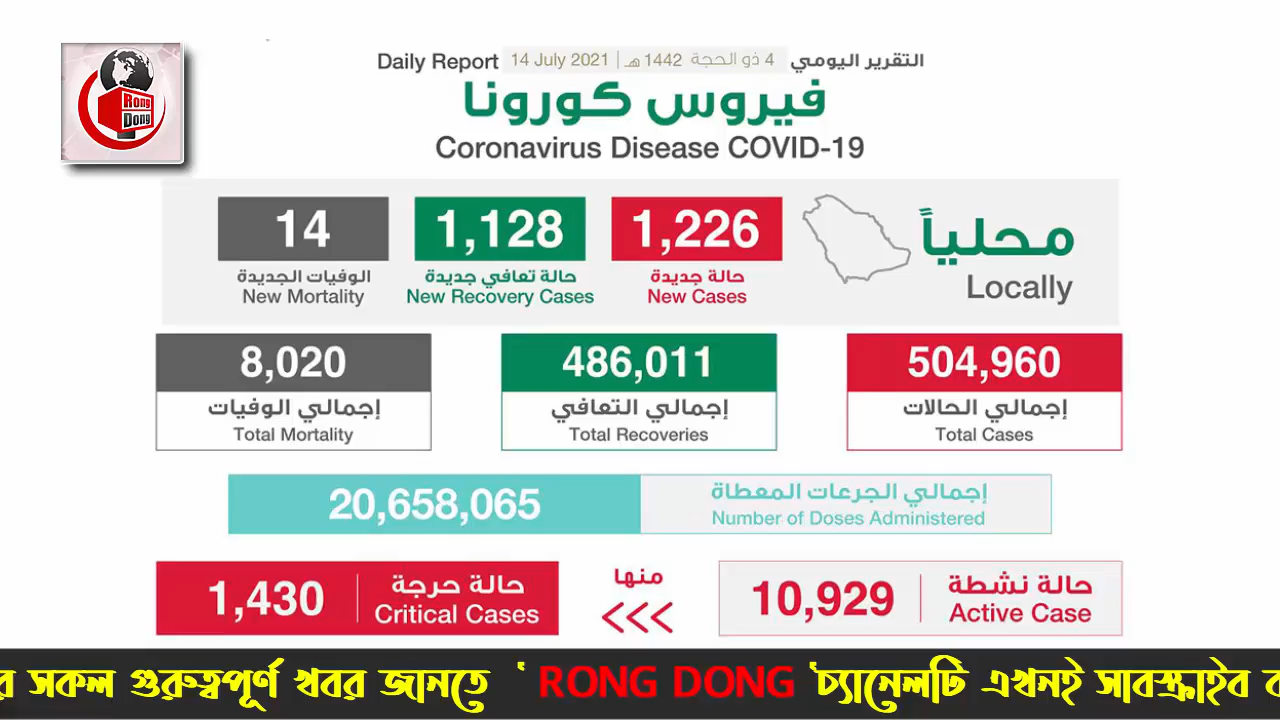 Rong
Dong
Daily Report 14 July 2021 | 4 ذو الحجة 1442 هـ التقرير اليومي
فيروس كورونا
Coronavirus Disease COVID-19
محلياً
Locally
14 1,128 1,226
الوفيات الجديدة حالة تعافي جديدة حالة جديدة
New Mortality New Recovery Cases New Cases
8,020 486,011 504,960
إجمالي الوفيات إجمالي التعافي إجمالي الحالات
Total Mortality Total Recoveries Total Cases
20,658,065 إجمالي الجرعات المعطاة
Number of Doses Administered
1,430 حالة حرجة منها 10,929 حالة نشطة
Critical Cases <<< Active Case
র সকল গুরুত্বপূর্ণ খবর জানতে ‘ RONG DONG ’চ্যানেলটি এখনই সাবস্ক্রাইব ক